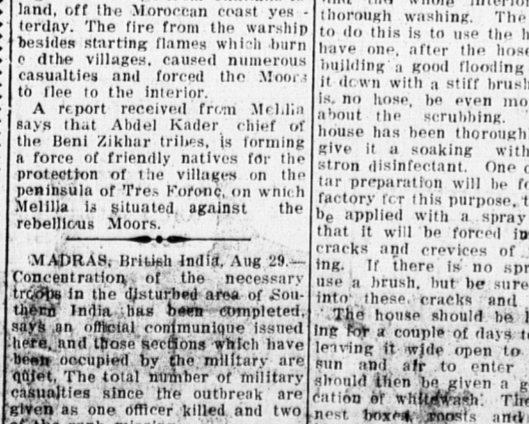 land, off the Moroccan coast yes -
terday. The fire from the warship
besides starting flames which burn
e dthe villages, caused numerous
casualties and forced the Moors
to flee to the interior.
A report received from Melilia
says that Abdel Kader chief of
the Beni Zikhar tribes, is forming
a force of friendly natives for the
protection of the villages on the
peninsula of Tres Foronc, on which
Melilla is situated against the
rebellious Moors.
MADRAS, British India, Aug 29.—
Concentration of the necessary
troops in the disturbed area of Sou-
thern India has been completed,
says an official communique issued
here, and those sections which have
been occupied by the military are
quiet, The total number of military
casualties since the outbreak are
given as one officer killed and two
and the whole interior
thorough washing. The
to do this is to use the h
have one, after the hose
building a good flooding
it down with a stiff brush
is no hose, be even mo
about the scrubbing.
house has been thorough
give it a soaking with
stron disinfectant. One o
tar preparation will be f
factory for this purpose, t
be applied with a spray
that it will be forced in
cracks and crevices of
ing. If there is no spr
use a brush, but be sure
into these cracks and
The house should be l
ing for a couple of days t
leaving it wide open to
sun and air to enter
should then be given a g
cation of whitewash. The
nest boxes, roosts and